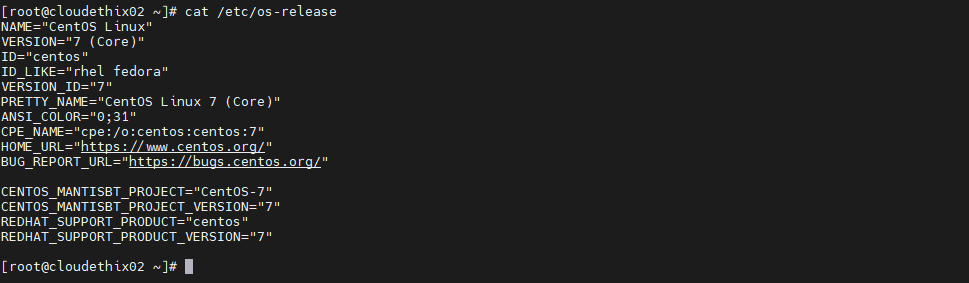 [root@cloudethix02 ~]# cat /etc/os-release
NAME="CentOS Linux"
VERSION="7 (Core)"
ID="centos"
ID_LIKE="rhel fedora"
VERSION_ID="7"
PRETTY_NAME="CentOS Linux 7 (Core)"
ANSI_COLOR="0;31"
CPE_NAME="cpe:/o:centos:centos:7"
HOME_URL="https://www.centos.org/"
BUG_REPORT_URL="https://bugs.centos.org/"

CENTOS_MANTISBT_PROJECT="CentOS-7"
CENTOS_MANTISBT_PROJECT_VERSION="7"
REDHAT_SUPPORT_PRODUCT="centos"
REDHAT_SUPPORT_PRODUCT_VERSION="7"

[root@cloudethix02 ~]#